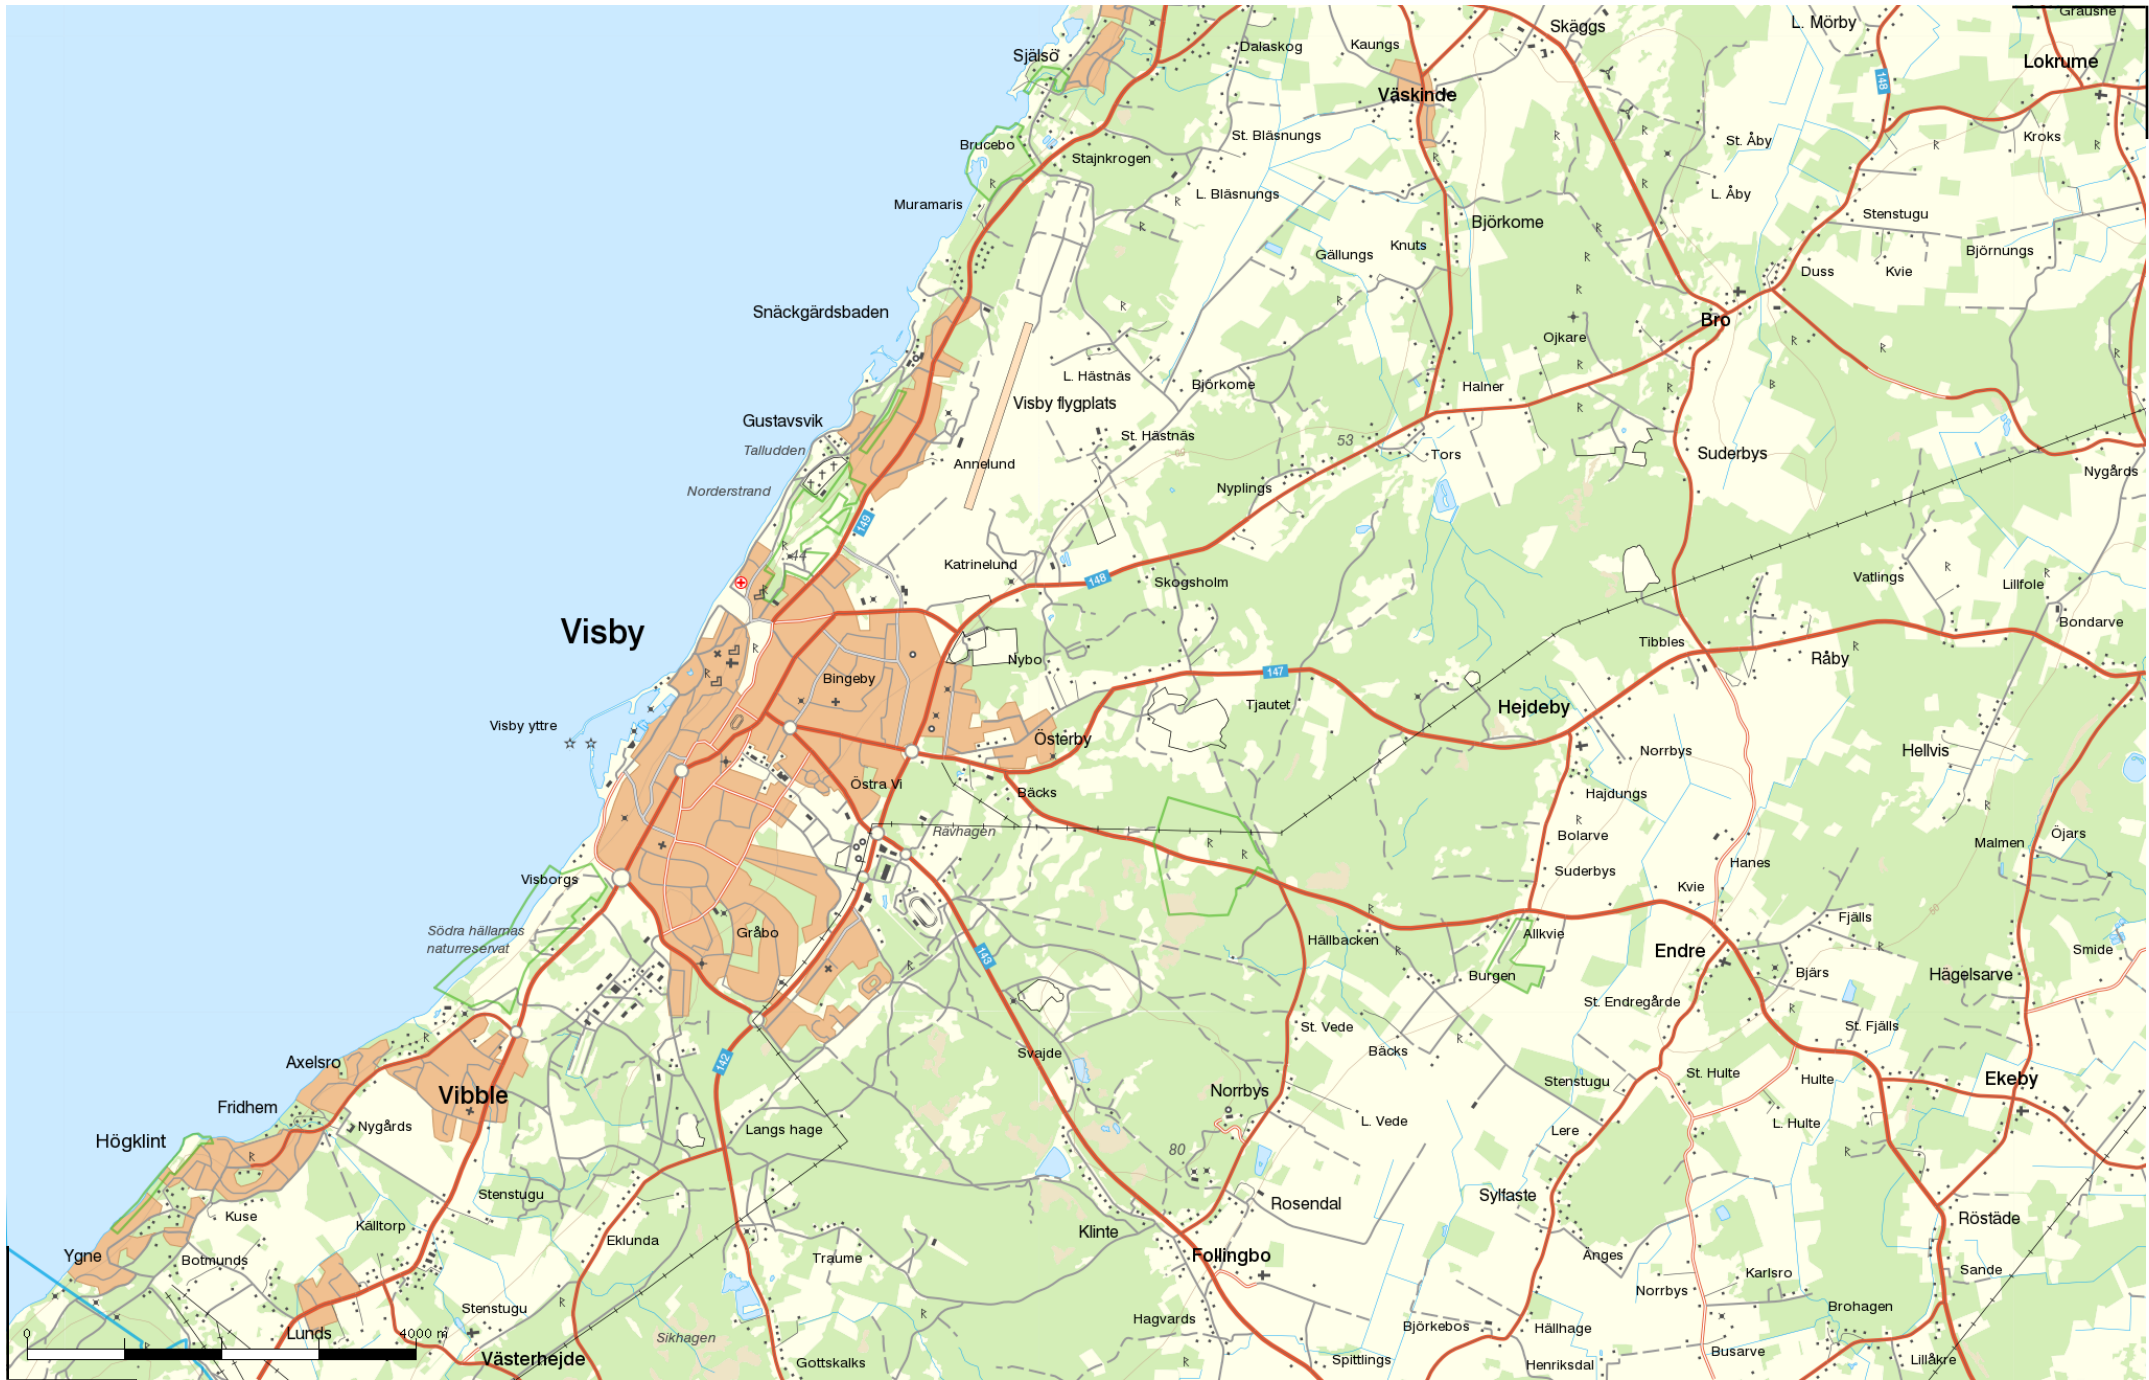 Grausne
Själsö
Dalaskog
Kaungs
Skäggs
L. Mörby
Lokrume
148
Väskinde
Brucebo
Stajnkrogen
St. Bläsnungs
St. Åby
Kroks
Muramaris
L. Bläsnungs
L. Åby
Björkome
Stenstugu
Gällungs
Knuts
Björnungs
Duss
Kvie
Snäckgärdsbaden
Bro
Ojkare
L. Hästnäs
Björkome
Halner
Visby flygplats
Gustavsvik
Talludden
St. Hästnäs
53
Tors
Suderbys
Annelund
Nygårds
Norderstrand
Nyplings
149
44
Katrinelund
148
Skogsholm
Vatlings
Lillfole
Visby
Bondarve
Tibbles
Råby
Nybo
147
Bingeby
Tjautet
Hejdeby
Visby yttre
Österby
Norrbys
Hellvis
Östra Vi
Bäcks
Hajdungs
Rävhagen
Bolarve
Öjars
Malmen
Hanes
Suderbys
Visborgs
Kvie
Fjälls
Södra hällarnas
naturreservat
Gråbo
Hällbacken
Allkvie
Endre
Smide
143
Burgen
Bjärs
Hägelsarve
St. Endregårde
St. Vede
St. Fjälls
Axelsro
142
Svajde
Bäcks
St. Hulte
Hulte
Ekeby
Vibble
Norrbys
Stenstugu
Fridhem
Nygårds
Langs hage
L. Vede
Lere
L. Hulte
Högklint
80
Stenstugu
Rosendal
Sylfaste
Kuse
Källtorp
Klinte
Röstäde
Eklunda
Ygne
Botmunds
Traume
Follingbo
Änges
Karlsro
Sande
Norrbys
Stenstugu
Hagvards
Björkebos
Hällhage
Brohagen
0
4000 m
Lunds
Sikhagen
Busarve
Västerhejde
Gottskalks
Spittlings
Henriksdal
Lillåkre